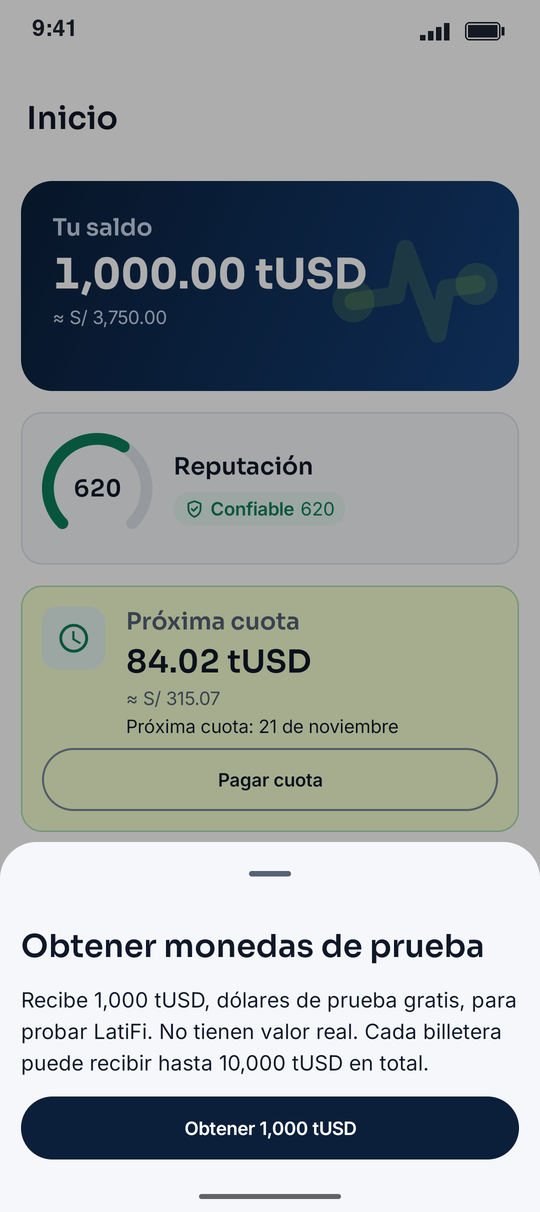 9:41
Inicio
Tu saldo
1,000.00 tUSD
≈ S/ 3,750.00
620
Reputación
Confiable 620
Próxima cuota
84.02 tUSD
≈ S/ 315.07
Próxima cuota: 21 de noviembre
Pagar cuota
Obtener monedas de prueba
Recibe 1,000 tUSD, dólares de prueba gratis, para
probar LatiFi. No tienen valor real. Cada billetera
puede recibir hasta 10,000 tUSD en total.
Obtener 1,000 tUSD